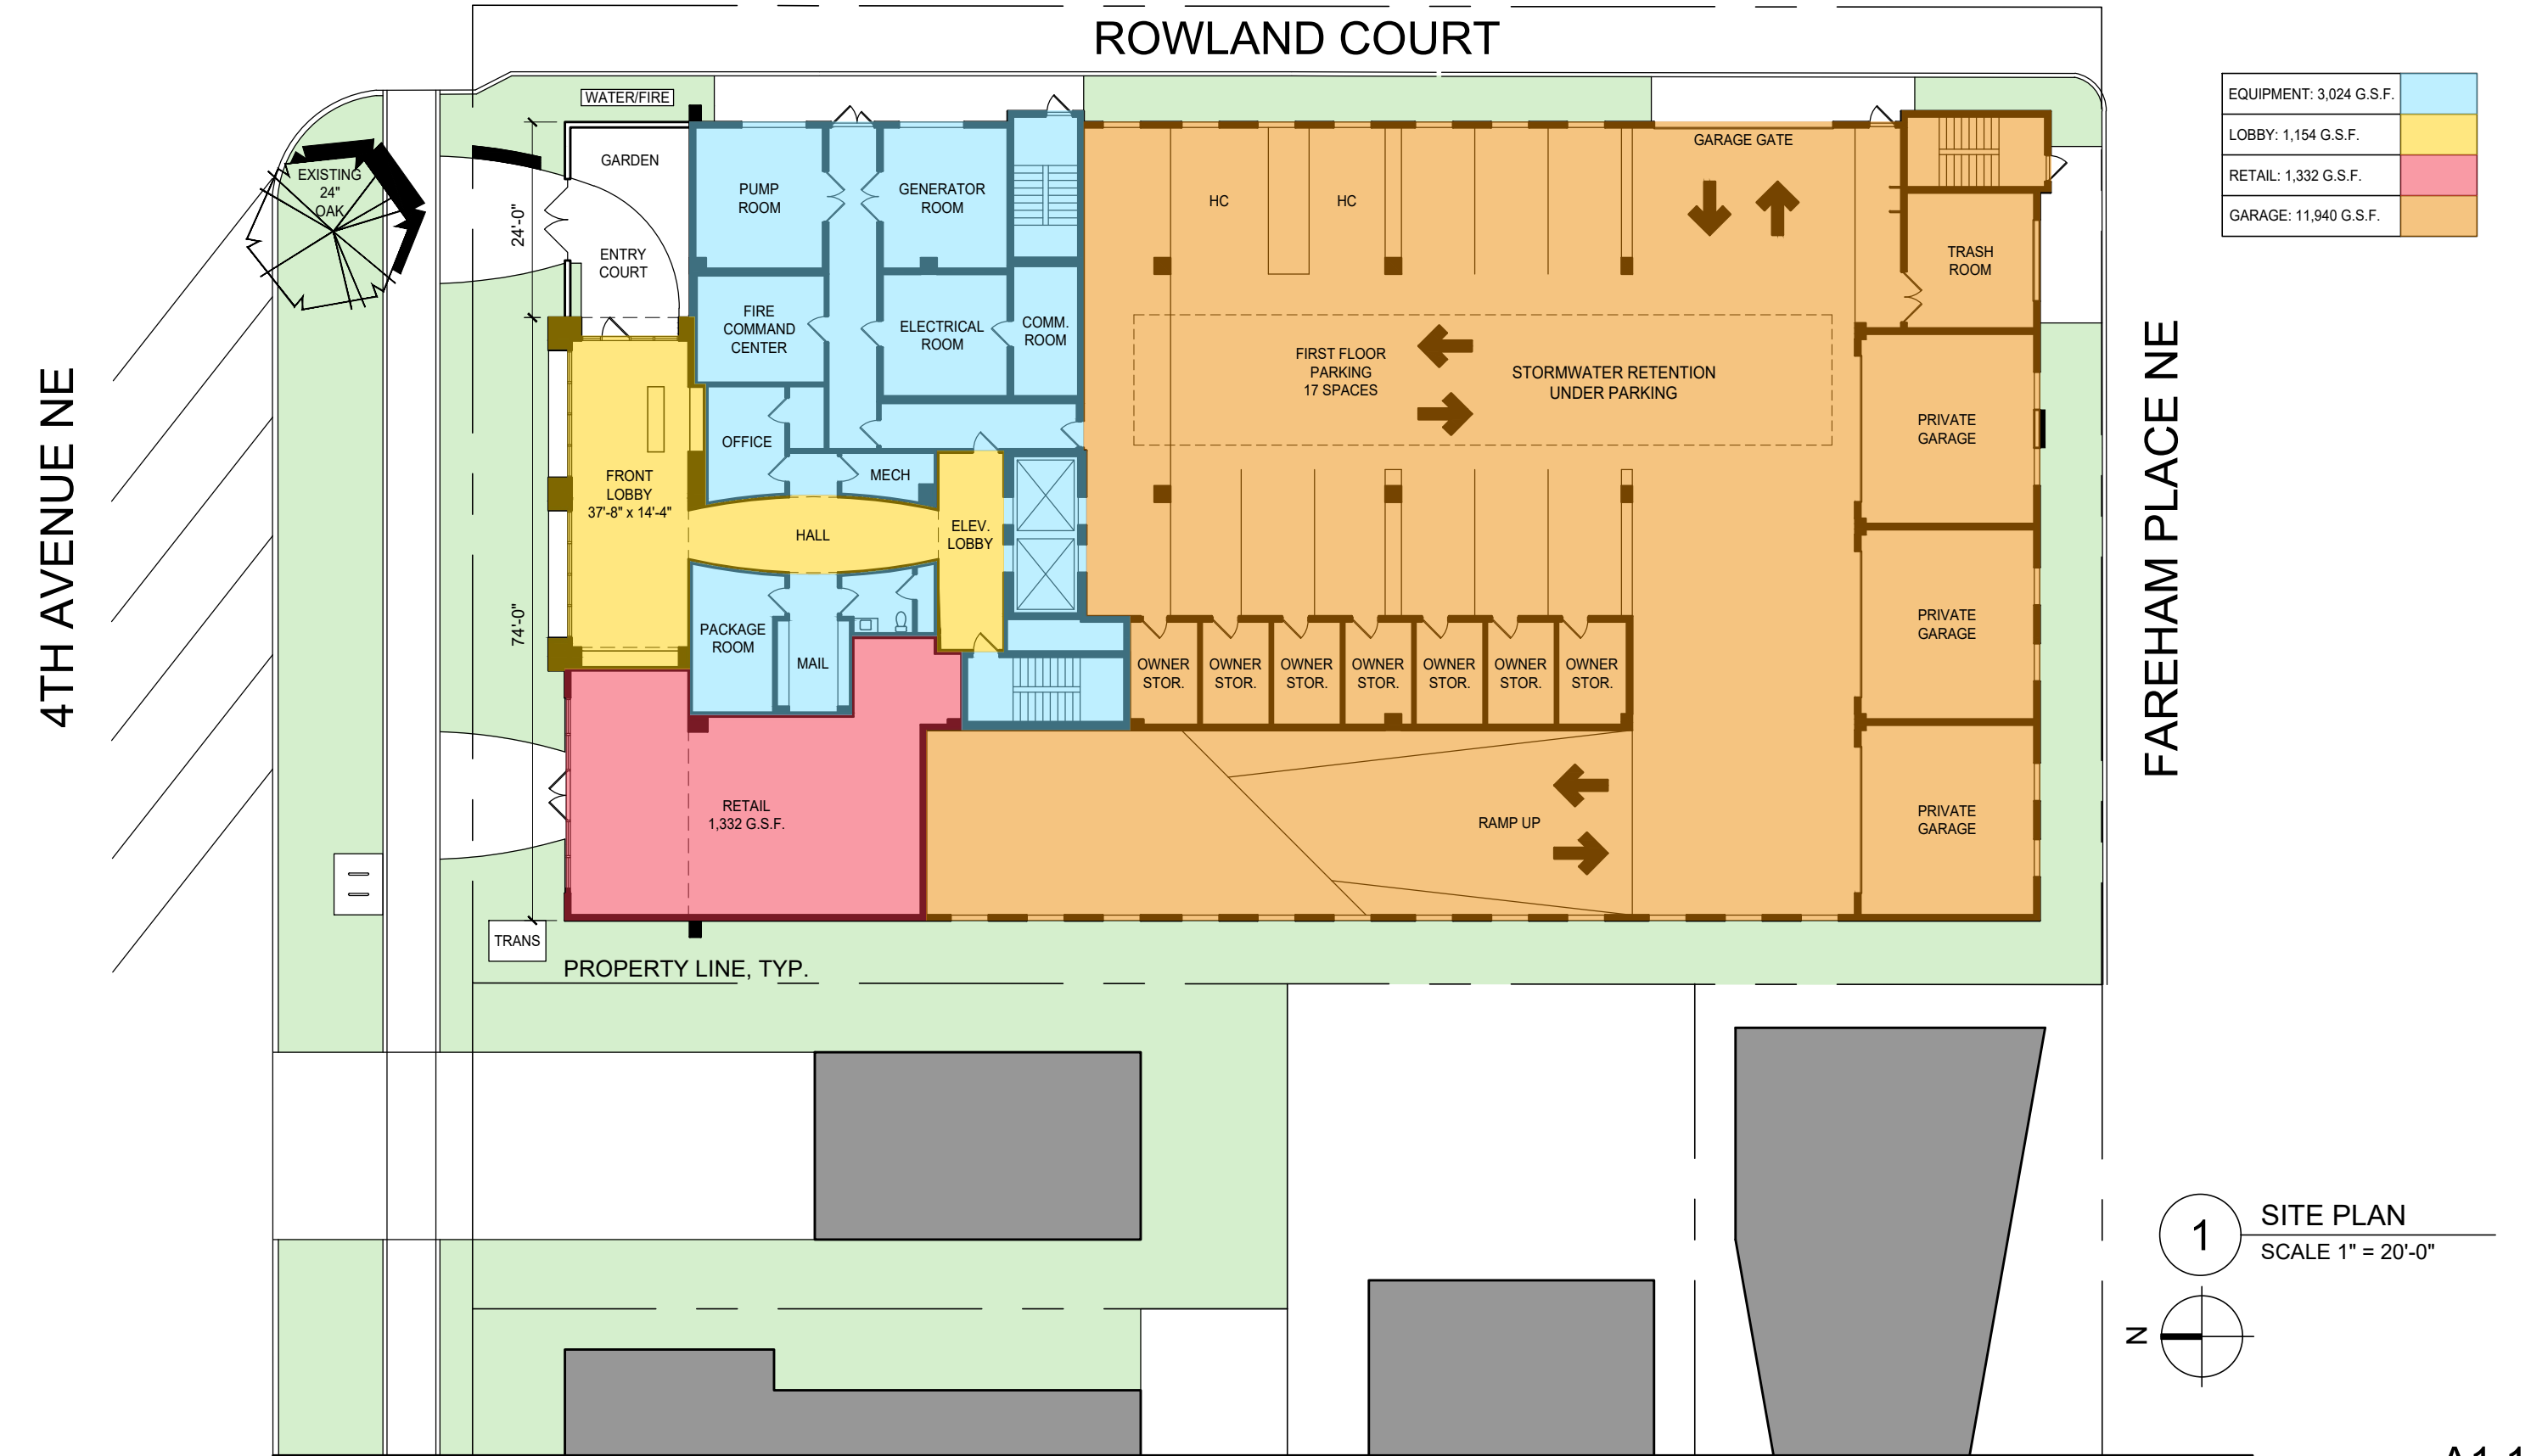 ROWLAND COURT
WATER/FIRE
EQUIPMENT: 3,024 G.S.F.
LOBBY: 1,154 G.S.F.
RETAIL: 1,332 G.S.F.
GARAGE: 11,940 G.S.F.
EXISTING
24"
OAK
24'-0"
74'-0"
4TH AVENUE NE
GARDEN
ENTRY
COURT
PUMP
ROOM
GENERATOR
ROOM
FIRE
COMMAND
CENTER
ELECTRICAL
ROOM
COMM.
ROOM
OFFICE
MECH
FRONT
LOBBY
37'-8" x 14'-4"
HALL
ELEV.
LOBBY
PACKAGE
ROOM
MAIL
RETAIL
1,332 G.S.F.
HC
HC
GARAGE GATE
TRASH
ROOM
FIRST FLOOR
PARKING
17 SPACES
STORMWATER RETENTION
UNDER PARKING
PRIVATE
GARAGE
PRIVATE
GARAGE
PRIVATE
GARAGE
OWNER
STOR.
OWNER
STOR.
OWNER
STOR.
OWNER
STOR.
OWNER
STOR.
OWNER
STOR.
OWNER
STOR.
RAMP UP
FAREHAM PLACE NE
TRANS
PROPERTY LINE, TYP.
1
SITE PLAN
SCALE 1" = 20'-0"
N